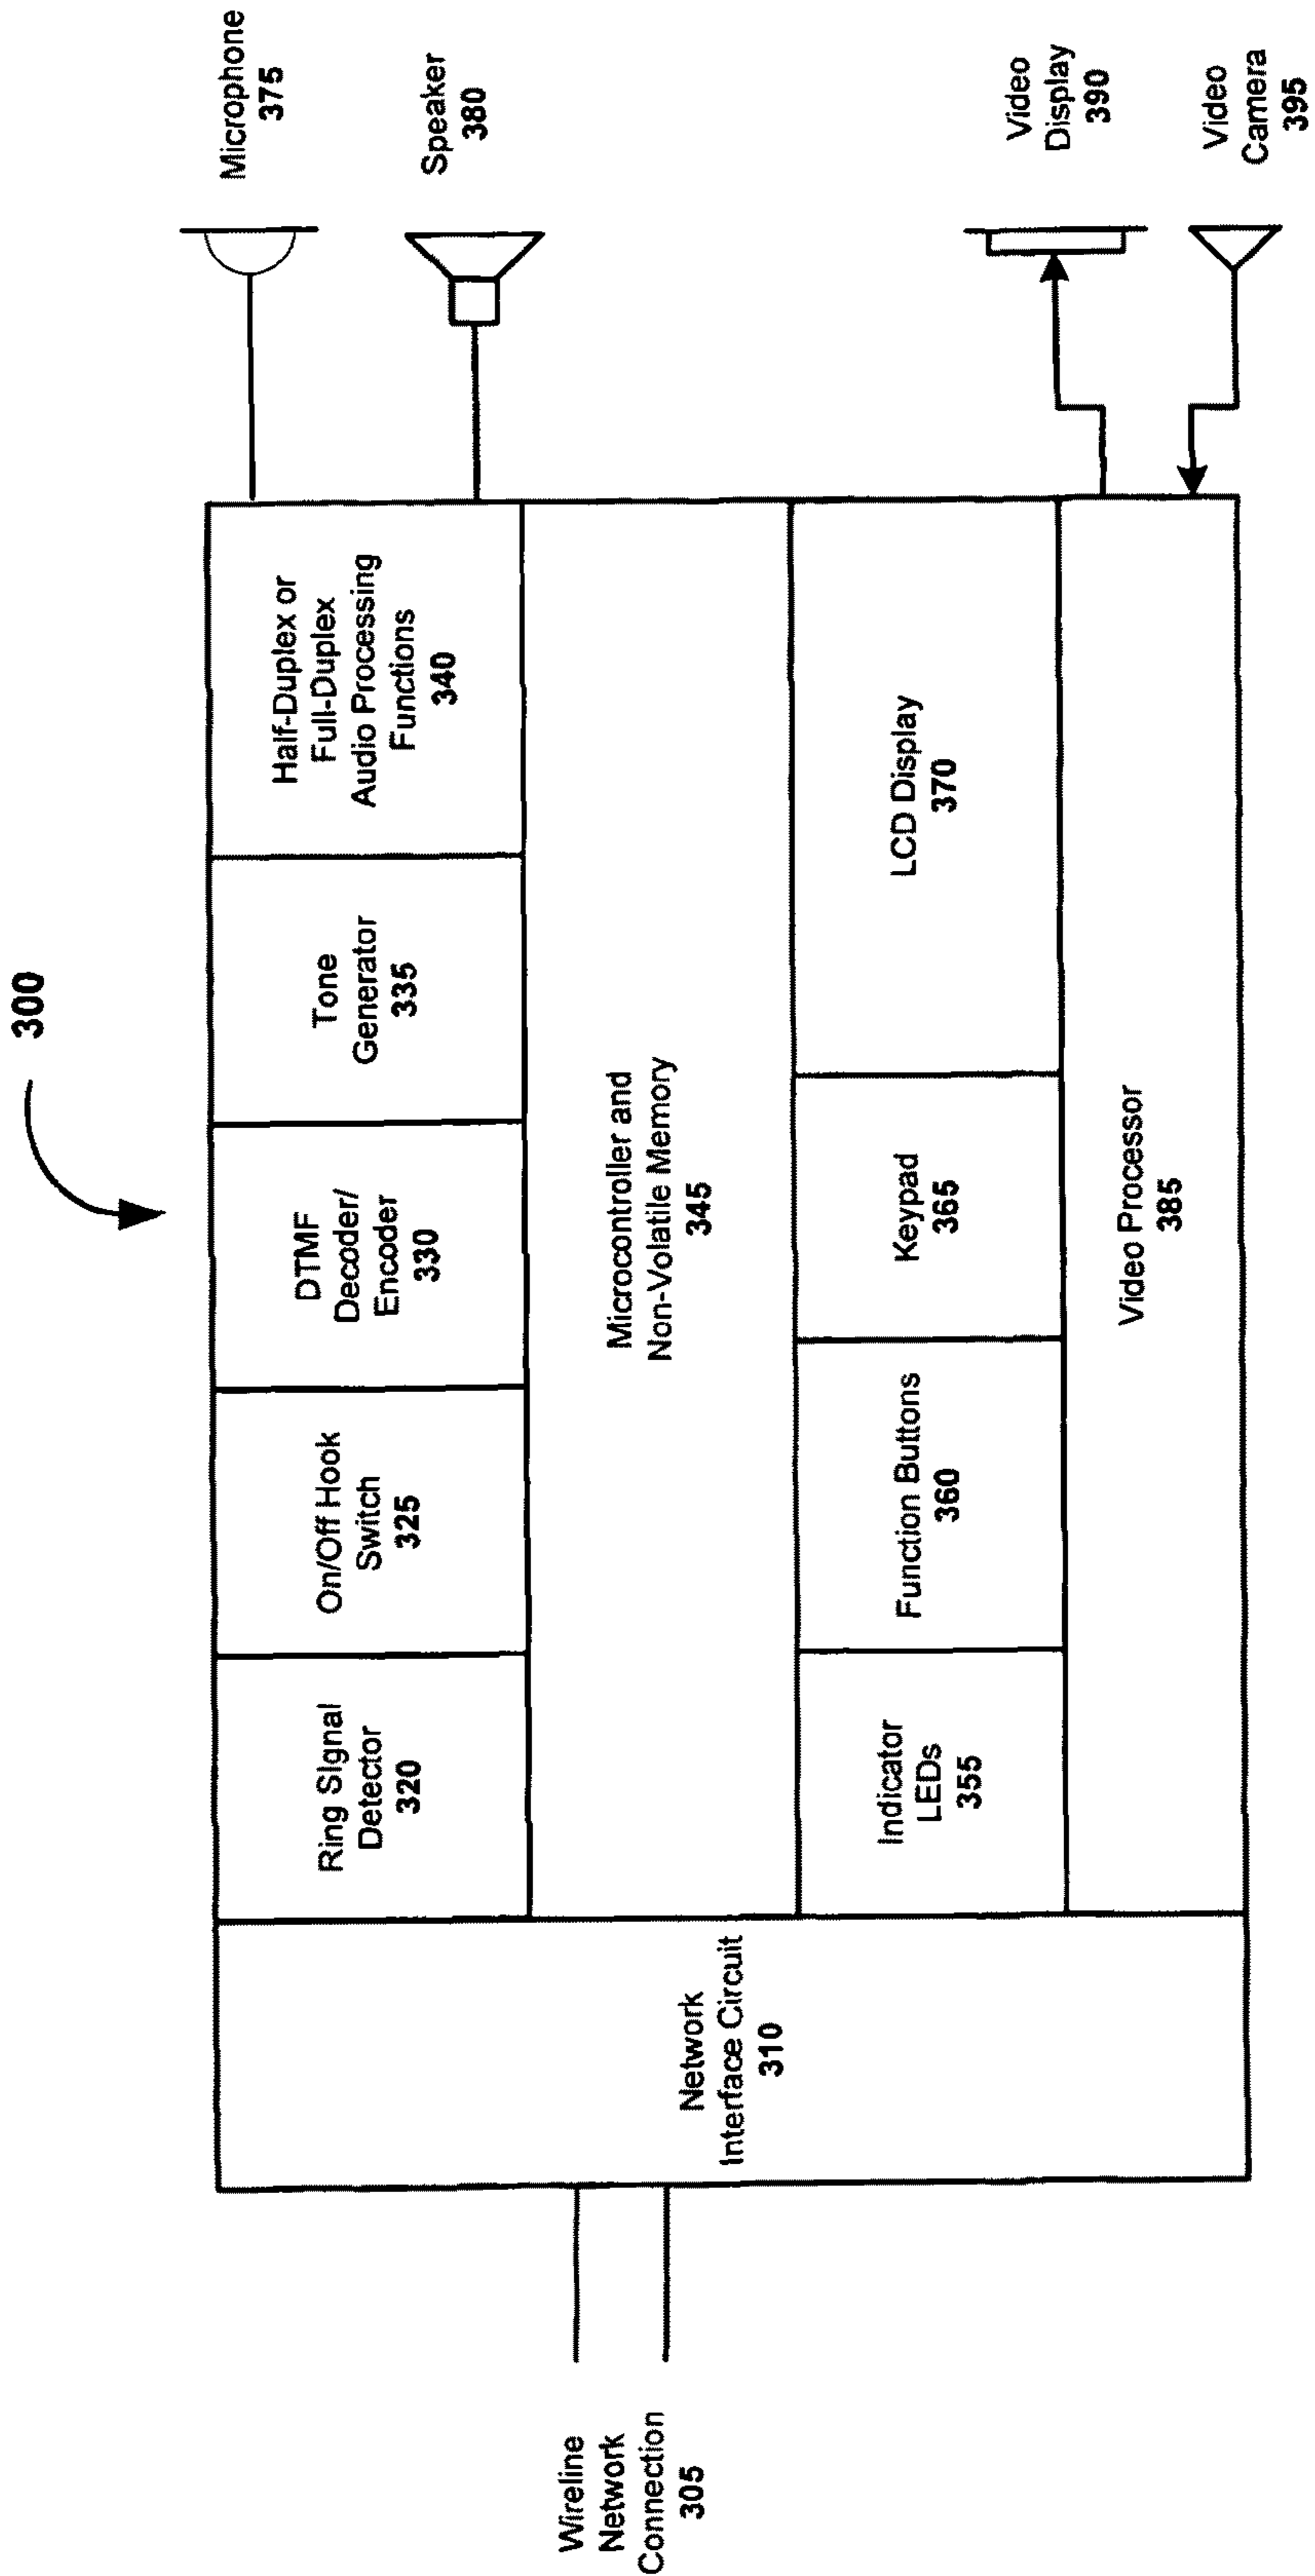 300
Wireline
Network
Connection
305
Network
Interface Circuit
310
Ring SIgnal
Detector
320
On/Off Hook
Switch
325
DTMF
Decoder/
Encoder
330
Tone
Generator
335
Half-Duplex or
Full-Duplex
Audio Processing
Functions
340
Microphone
375
Speaker
380
Microcontroller and
Non-Volatile Memory
345
Indicator
LEDs
355
Function Buttons
360
Keypad
365
LCD Display
370
Video Processor
385
Video
Display
390
Video
Camera
395